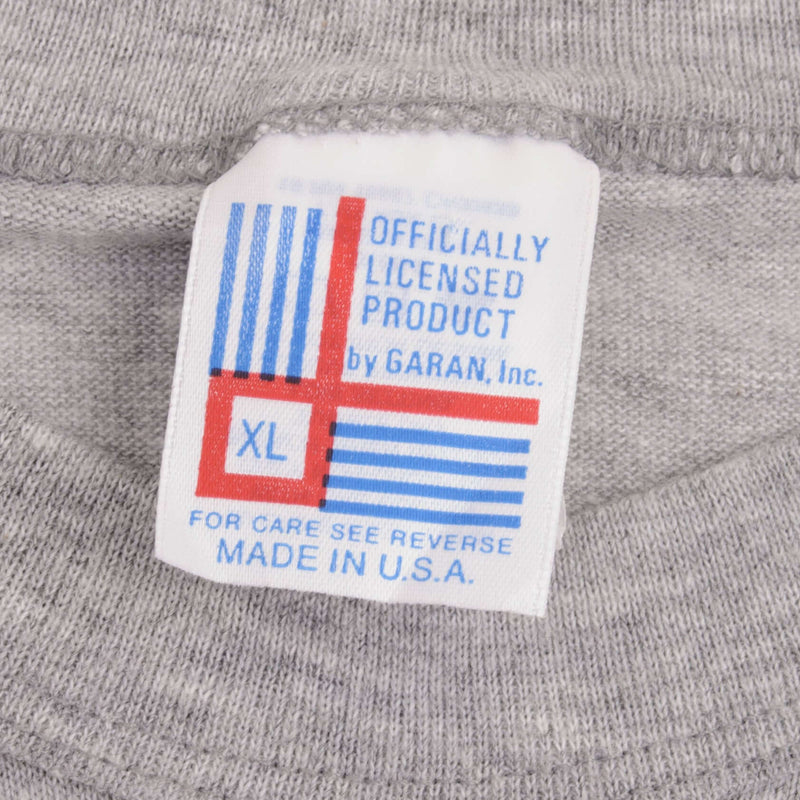 OFFICIALLY
LICENSED
PRODUCT
by GARAN, Inc.
XL
FOR CARE SEE REVERSE
MADE IN U.S.A.